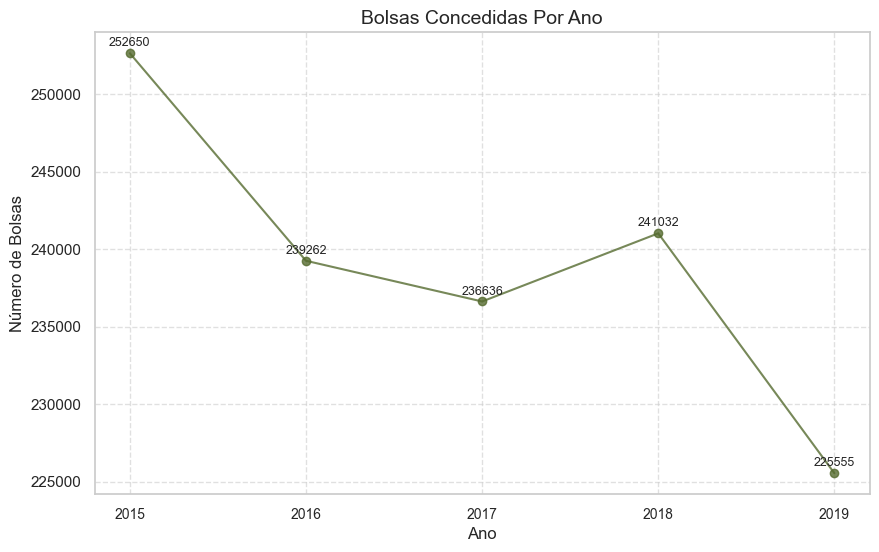 Bolsas Concedidas Por Ano
252650
250000
245000
241032
240000
239262
236636
235000
230000
225555
225000
Número de Bolsas
2015 2016 2017 2018 2019
Ano